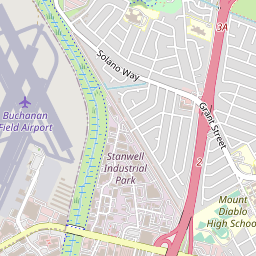 3A
Solano Way
Grant Street
Buchanan
Field Airport
Stanwell
Industrial
Park
2
Mount
Diablo
High School